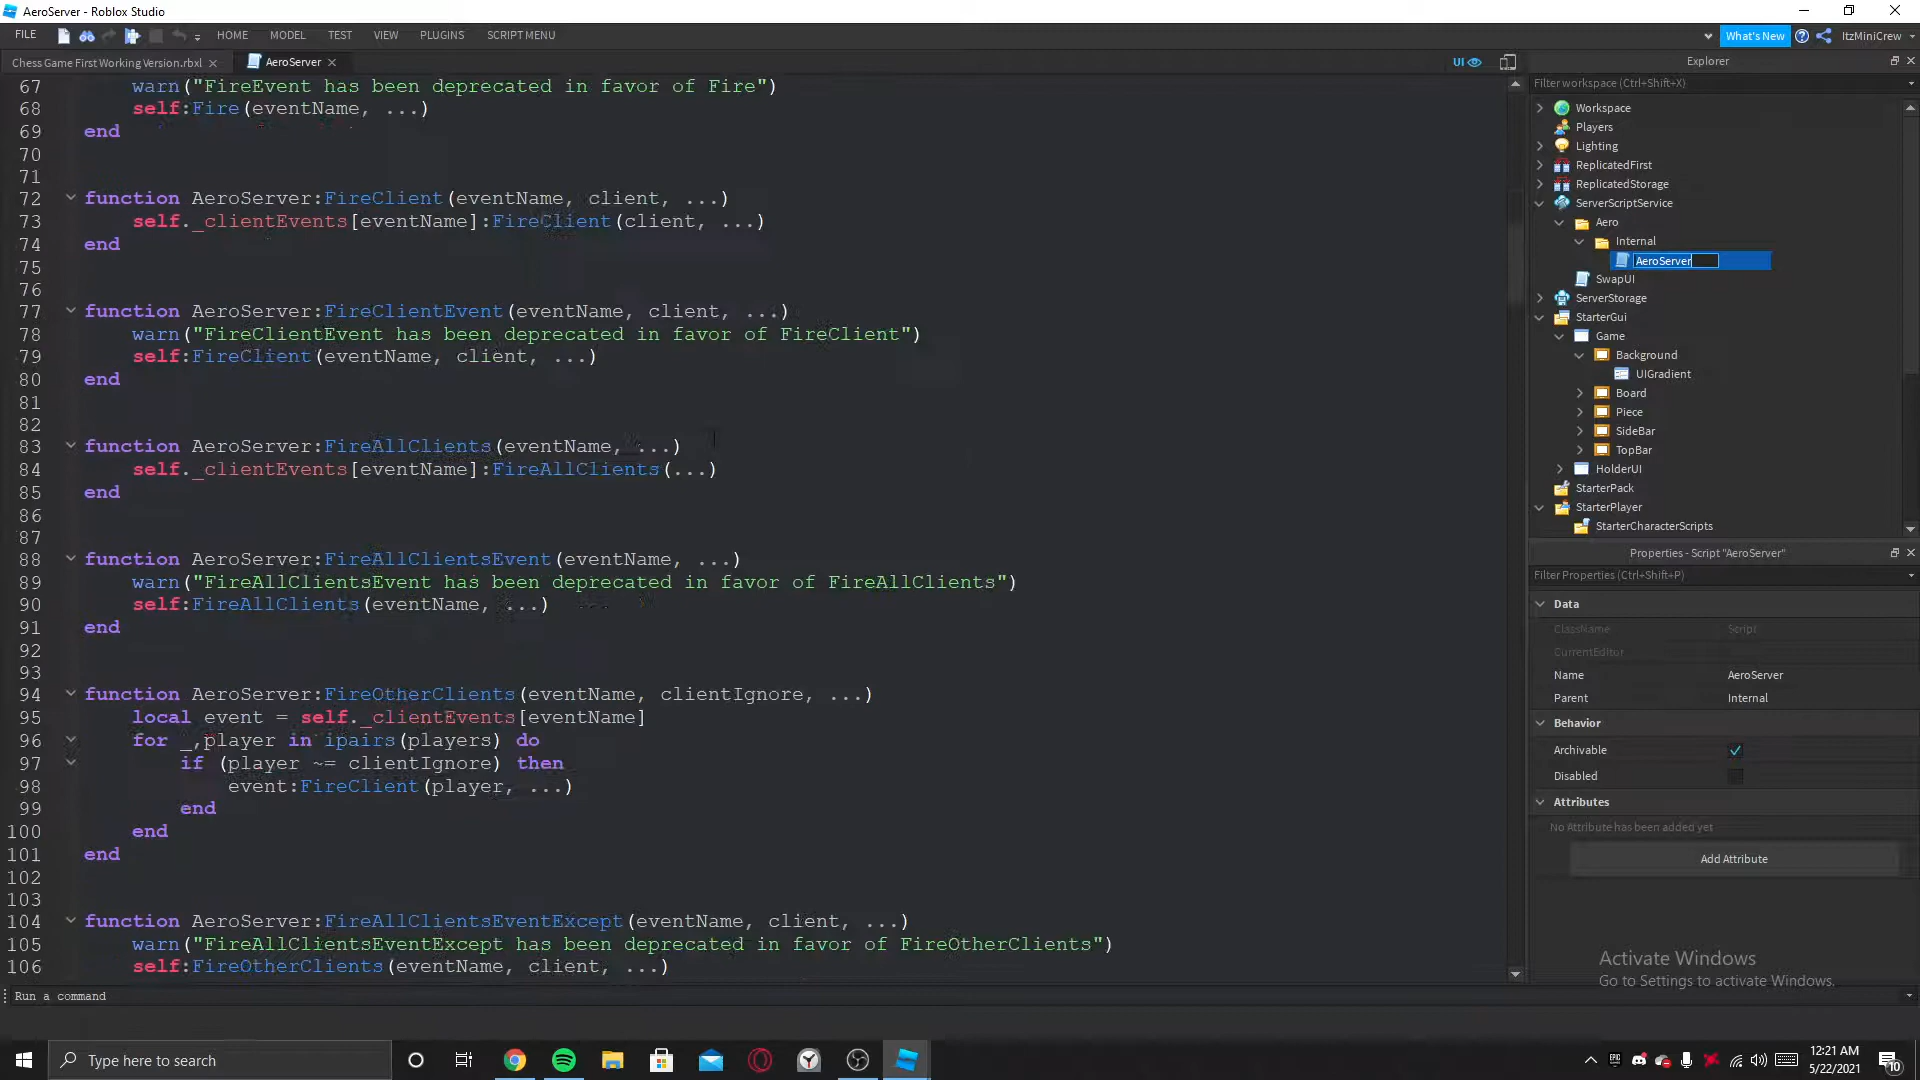 AeroServer - Roblox Studio
FILE HOME MODEL TEST VIEW PLUGINS SCRIPT MENU What's New ItzMiniCrew
Chess Game First Working Version.rbxl AeroServer UI
67 warn("FireEvent has been deprecated in favor of Fire")
68 self:Fire(eventName, ...)
69 end
70
71
72 function AeroServer:FireClient(eventName, client, ...)
73 self._clientEvents[eventName]:FireClient(client, ...)
74 end
75
76
77 function AeroServer:FireClientEvent(eventName, client, ...)
78 warn("FireClientEvent has been deprecated in favor of FireClient")
79 self:FireClient(eventName, client, ...)
80 end
81
82
83 function AeroServer:FireAllClients(eventName, ...)
84 self._clientEvents[eventName]:FireAllClients(...)
85 end
86
87
88 function AeroServer:FireAllClientsEvent(eventName, ...)
89 warn("FireAllClientsEvent has been deprecated in favor of FireAllClients")
90 self:FireAllClients(eventName, ...)
91 end
92
93
94 function AeroServer:FireOtherClients(eventName, clientIgnore, ...)
95 local event = self._clientEvents[eventName]
96 for _,player in ipairs(players) do
97 if (player ~= clientIgnore) then
98 event:FireClient(player, ...)
99 end
100 end
101 end
102
103
104 function AeroServer:FireAllClientsEventExcept(eventName, client, ...)
105 warn("FireAllClientsEventExcept has been deprecated in favor of FireOtherClients")
106 self:FireOtherClients(eventName, client, ...)
Run a command
Explorer
Filter workspace (Ctrl+Shift+X)
Workspace
Players
Lighting
ReplicatedFirst
ReplicatedStorage
ServerScriptService
Aero
Internal
AeroServer
SwapUI
ServerStorage
StarterGui
Game
Background
UIGradient
Board
Piece
SideBar
TopBar
HolderUI
StarterPack
StarterPlayer
StarterCharacterScripts
Properties - Script "AeroServer"
Filter Properties (Ctrl+Shift+P)
Data
ClassName Script
CurrentEditor
Name AeroServer
Parent Internal
Behavior
Archivable
Disabled
Attributes
No Attribute has been added yet
Add Attribute
Activate Windows
Go to Settings to activate Windows.
Type here to search
12:21 AM
5/22/2021
10